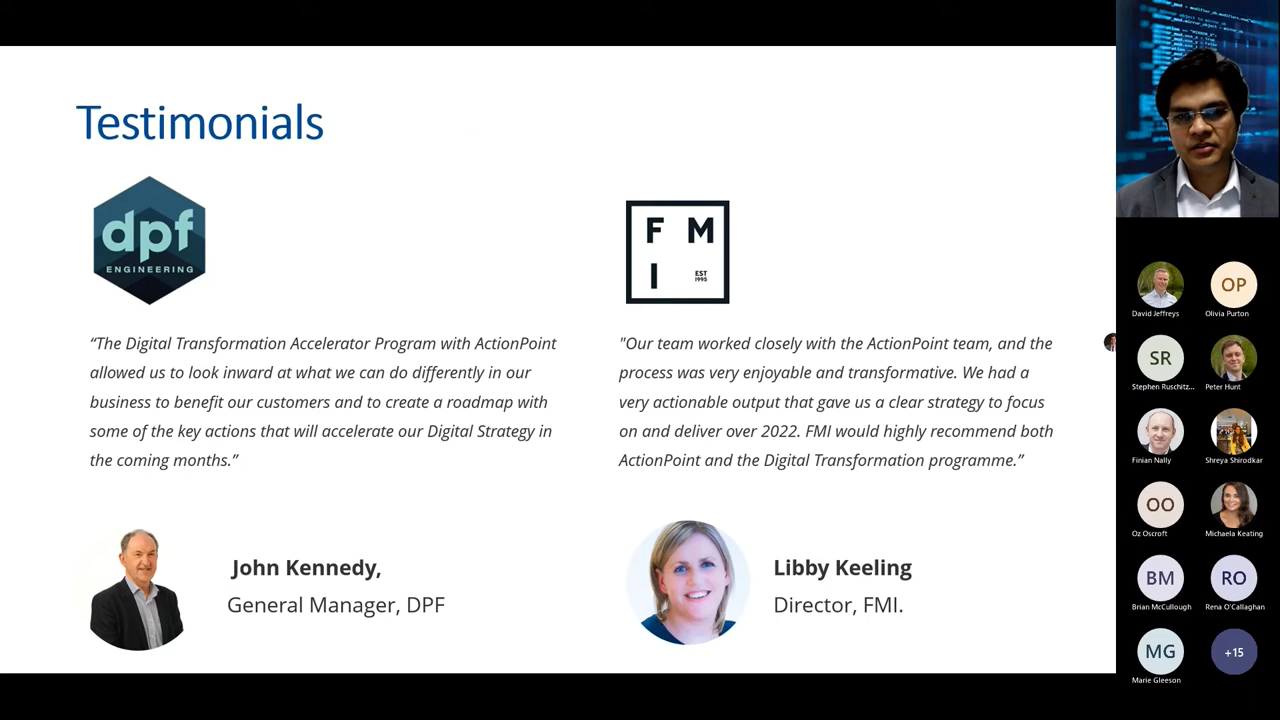 Testimonials
dpf
ENGINEERING
F M
I EST
1995
“The Digital Transformation Accelerator Program with ActionPoint
allowed us to look inward at what we can do differently in our
business to benefit our customers and to create a roadmap with
some of the key actions that will accelerate our Digital Strategy in
the coming months.”
"Our team worked closely with the ActionPoint team, and the
process was very enjoyable and transformative. We had a
very actionable output that gave us a clear strategy to focus
on and deliver over 2022. FMI would highly recommend both
ActionPoint and the Digital Transformation programme.”
John Kennedy,
General Manager, DPF
Libby Keeling
Director, FMI.
David Jeffreys
OP
Olivia Purton
SR
Stephen Ruschitz...
Peter Hunt
Finian Nally
Shreya Shirodkar
OO
Oz Oscroft
Michaela Keating
BM
Brian McCullough
RO
Rena O'Callaghan
MG
Marie Gleeson
+15